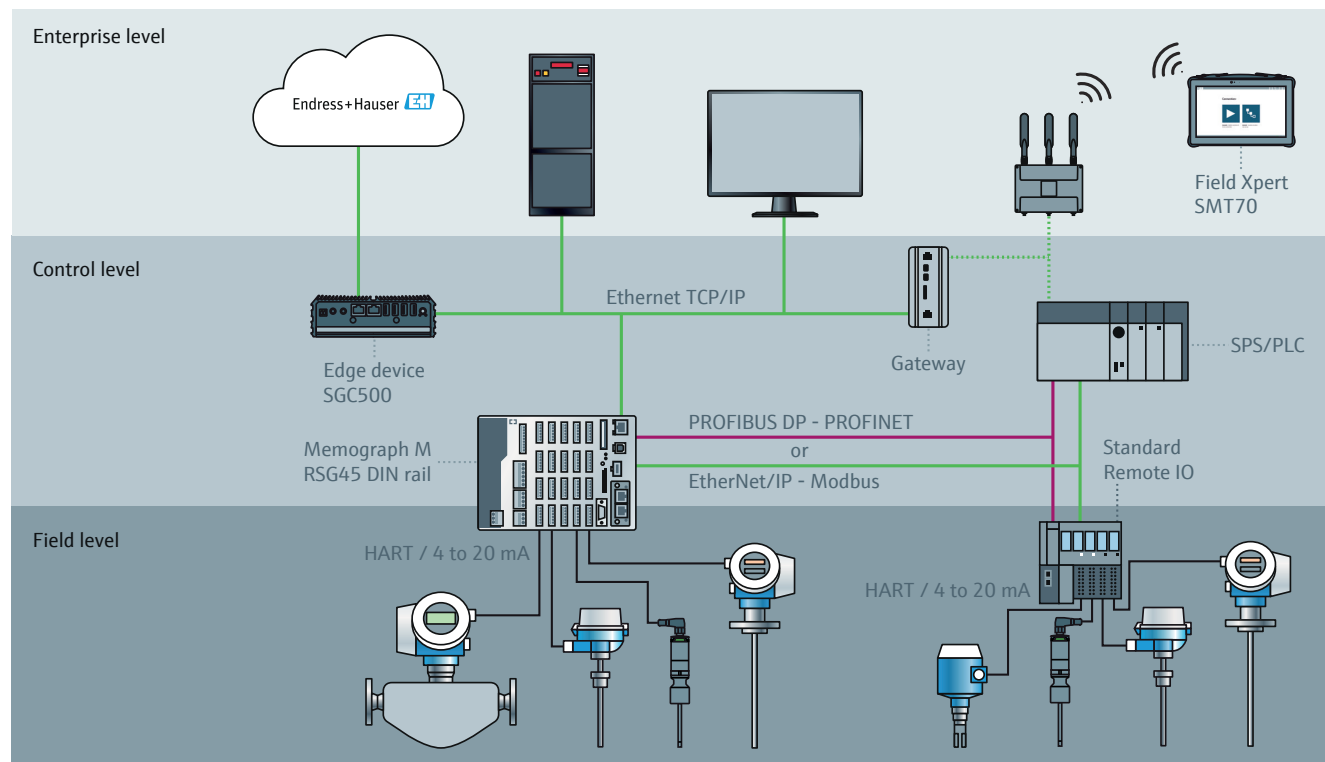 Enterprise level
Endress+Hauser EH
Field Xpert
SMT70
Control level
Ethernet TCP/IP
Gateway
SPS/PLC
Edge device
SGC500
Memograph M
RSG45 DIN rail
PROFIBUS DP - PROFINET
or
EtherNet/IP - Modbus
Standard
Remote IO
Field level
HART / 4 to 20 mA
HART / 4 to 20 mA